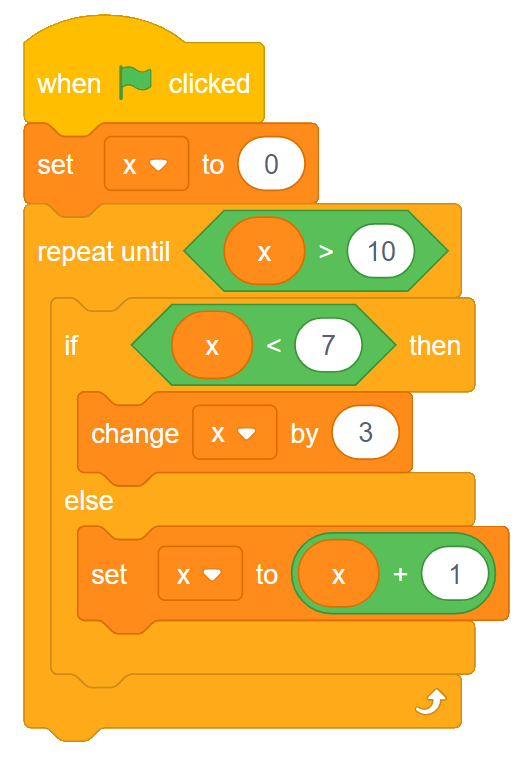 when clicked
set x to 0
repeat until x > 10
if x < 7 then
change x by 3
else
set x to x + 1